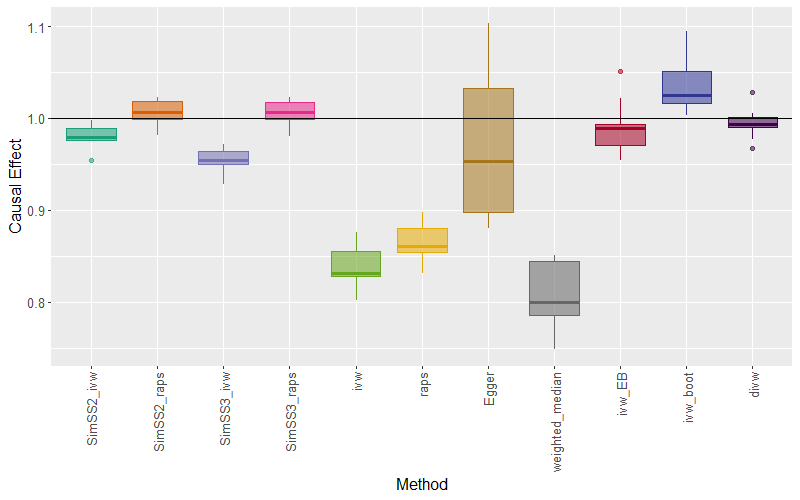 Causal Effect
1.1
1.0
0.9
0.8
SimSS2_ivw
SimSS2_raps
SimSS3_ivw
SimSS3_raps
ivw
raps
Egger
weighted_median
ivw_EB
ivw_boot
divw
Method